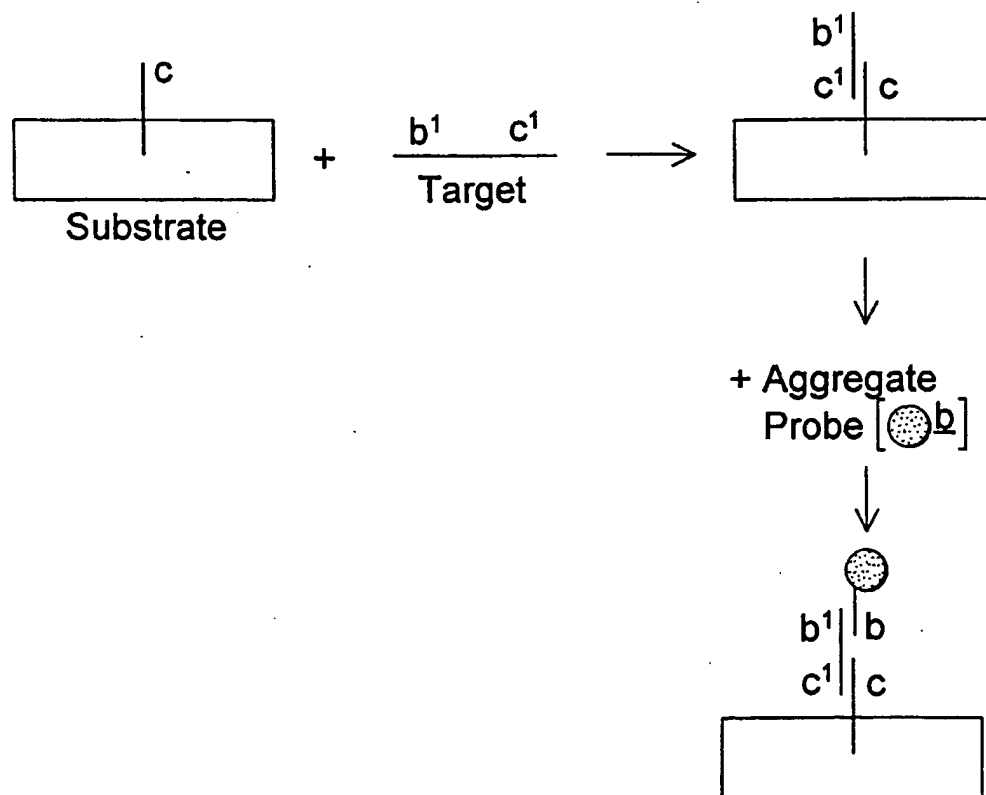 c
Substrate
+
b¹ c¹
Target
b¹
c¹ c
+ Aggregate
Probe [ b]
b¹ b
c¹ c